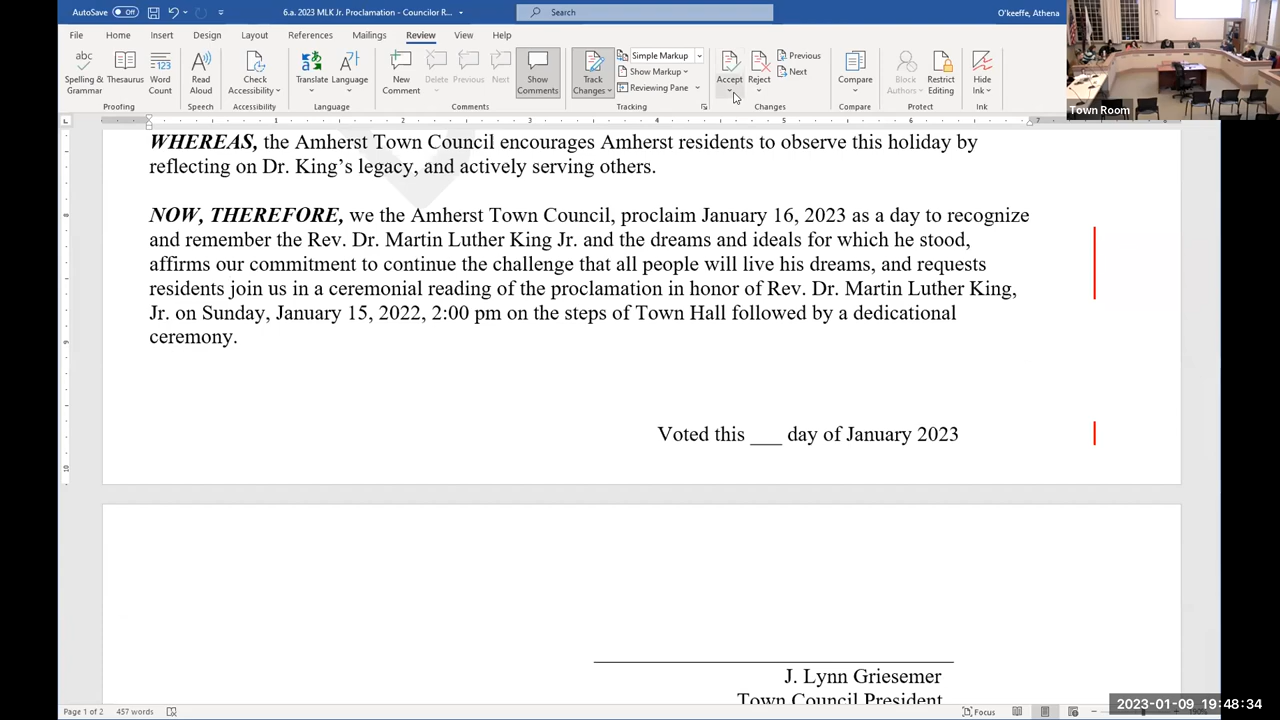 AutoSave Off
6.a. 2023 MLK Jr. Proclamation - Councilor R...
Search
O'keeffe, Athena
File Home Insert Design Layout References Mailings Review View Help
abc
Spelling & Grammar
Thesaurus
Word Count
Read Aloud
Check Accessibility
Translate
Language
New Comment
Delete
Previous
Next
Show Comments
Track Changes
Simple Markup
Show Markup
Reviewing Pane
Accept
Reject
Previous
Next
Compare
Block Authors
Restrict Editing
Hide Ink
Proofing Speech Accessibility Language Comments Tracking Changes Compare Protect Ink
Town Room
WHEREAS, the Amherst Town Council encourages Amherst residents to observe this holiday by
reflecting on Dr. King’s legacy, and actively serving others.
NOW, THEREFORE, we the Amherst Town Council, proclaim January 16, 2023 as a day to recognize
and remember the Rev. Dr. Martin Luther King Jr. and the dreams and ideals for which he stood,
affirms our commitment to continue the challenge that all people will live his dreams, and requests
residents join us in a ceremonial reading of the proclamation in honor of Rev. Dr. Martin Luther King,
Jr. on Sunday, January 15, 2022, 2:00 pm on the steps of Town Hall followed by a dedicational
ceremony.
Voted this ___ day of January 2023
J. Lynn Griesemer
Town Council President
Page 1 of 2 457 words
Focus
2023-01-09 19:48:34